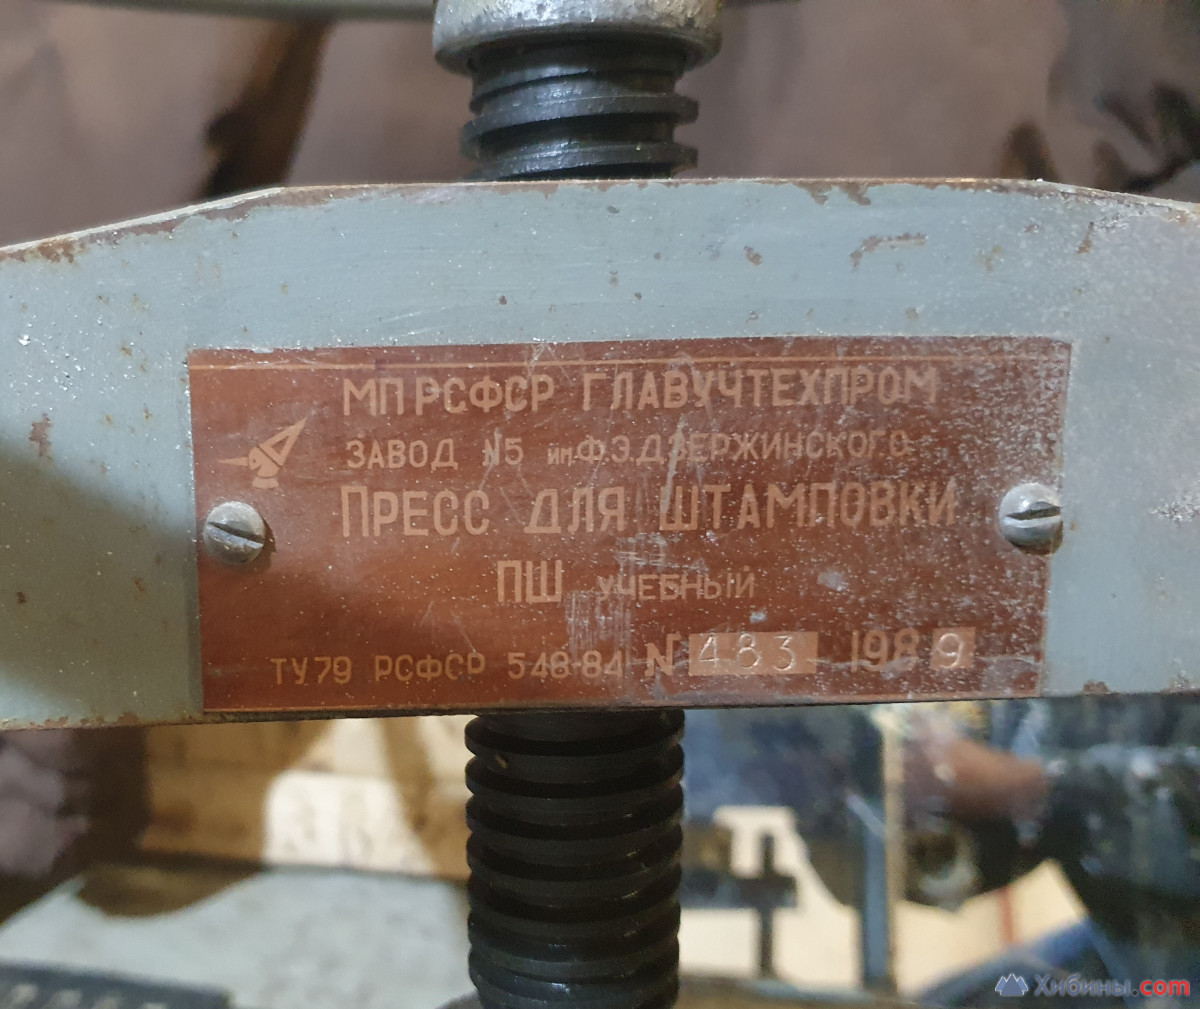 МП РСФСР ГЛАВУЧТЕХПРОМ
ЗАВОД №5 им.Ф.Э.ДЗЕРЖИНСКОГО
ПРЕСС ДЛЯ ШТАМПОВКИ
ПШ УЧЕБНЫЙ
ТУ79 РСФСР 548-84 № 483 1989
Хибины.com